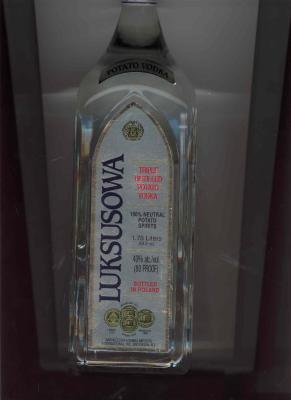 POTATO VODKA
LUKSUSOWA
TRIPLE
DISTILLED
POTATO
VODKA
100% NEUTRAL
POTATO
SPIRITS
1.75 Liters
40% alc./vol.
(80 PROOF)
BOTTLED
IN POLAND